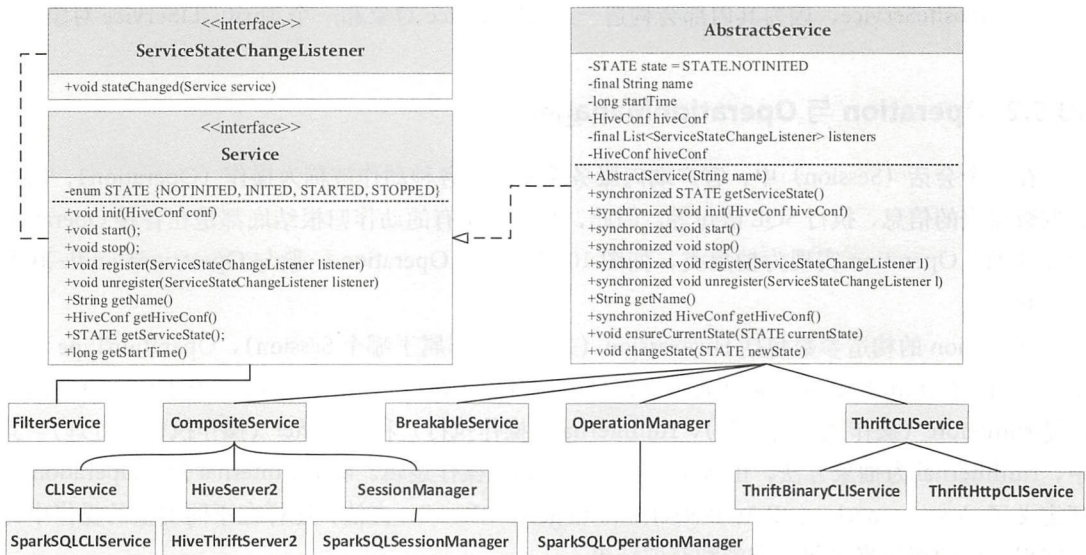 <<interface>>
ServiceStateChangeListener
+void stateChanged(Service service)
<<interface>>
Service
-enum STATE {NOTINITED, INITED, STARTED, STOPPED}
+void init(HiveConf conf)
+void start();
+void stop();
+void register(ServiceStateChangeListener listener)
+void unregister(ServiceStateChangeListener listener)
+String getName()
+HiveConf getHiveConf()
+STATE getServiceState();
+long getStartTime()
AbstractService
-STATE state = STATE.NOTINITED
-final String name
-long startTime
-HiveConf hiveConf
-final List<ServiceStateChangeListener> listeners
-HiveConf hiveConf
+AbstractService(String name)
+synchronized STATE getServiceState()
+synchronized void init(HiveConf hiveConf)
+synchronized void start()
+synchronized void stop()
+synchronized void register(ServiceStateChangeListener l)
+synchronized void unregister(ServiceStateChangeListener l)
+String getName()
+synchronized HiveConf getHiveConf()
+void ensureCurrentState(STATE currentState)
+void changeState(STATE newState)
FilterService
CompositeService
BreakableService
OperationManager
ThriftCLIService
CLIService
HiveServer2
SessionManager
ThriftBinaryCLIService
ThriftHttpCLIService
SparkSQLCLIService
HiveThriftServer2
SparkSQLSessionManager
SparkSQLOperationManager